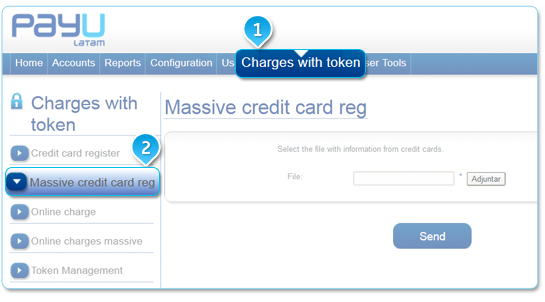 PayU
LATAM
1
Home Accounts Reports Configuration Us Charges with token ser Tools
Charges with
token
Massive credit card reg
Credit card register
2
Select the file with information from credit cards.
Massive credit card reg
File: * Adjuntar
Online charge
Online charges massive
Send
Token Management